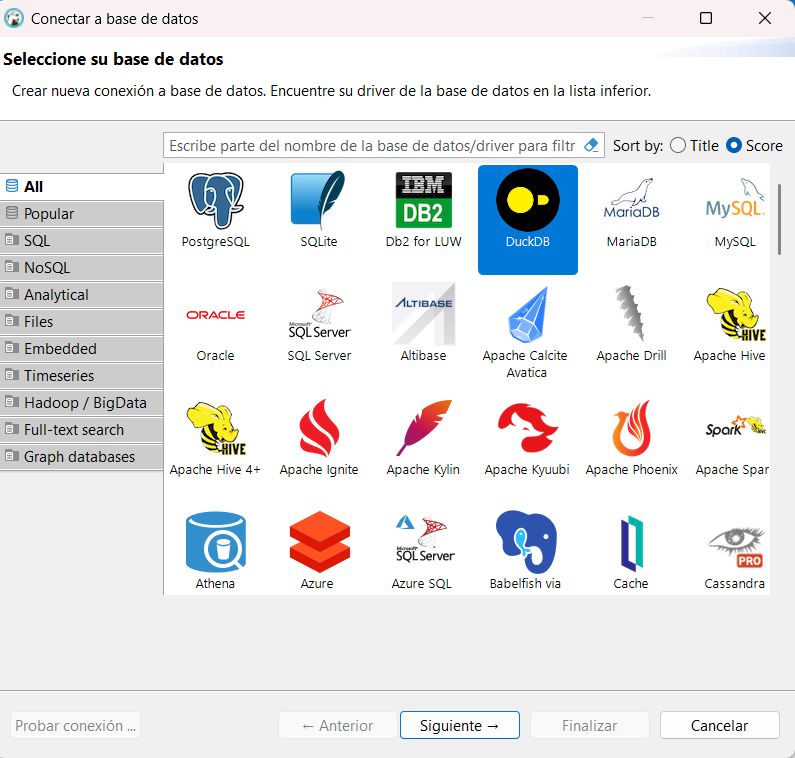 Conectar a base de datos
Seleccione su base de datos
Crear nueva conexión a base de datos. Encuentre su driver de la base de datos en la lista inferior.
Escribe parte del nombre de la base de datos/driver para filtr
Sort by: Title Score
All
Popular
SQL
NoSQL
Analytical
Files
Embedded
Timeseries
Hadoop / BigData
Full-text search
Graph databases
IBM
DB2
MariaDB
MySQL
PostgreSQL
SQLite
Db2 for LUW
DuckDB
MariaDB
MySQL
ORACLE
Microsoft
SQL Server
ALTIBASE
HIVE
Oracle
SQL Server
Altibase
Apache Calcite
Avatica
Apache Drill
Apache Hive
HIVE
Spark
HIVE
Apache Hive 4+
Apache Ignite
Apache Kylin
Apache Kyuubi
Apache Phoenix
Apache Spar
Microsoft
SQL Server
PRO
Athena
Azure
Azure SQL
Babelfish via
Cache
Cassandra
Probar conexión ...
← Anterior
Siguiente →
Finalizar
Cancelar